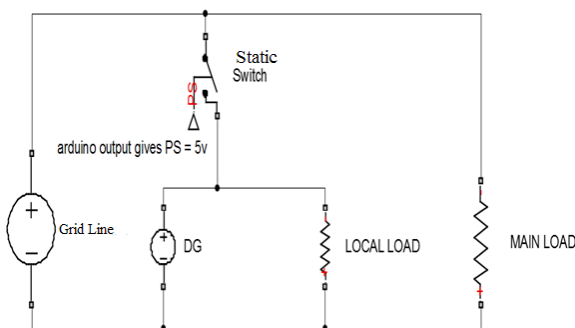 Static
Switch
PS
arduino output gives PS = 5v
+
−
Grid Line
+
−
DG
LOCAL LOAD
+
MAIN LOAD
+